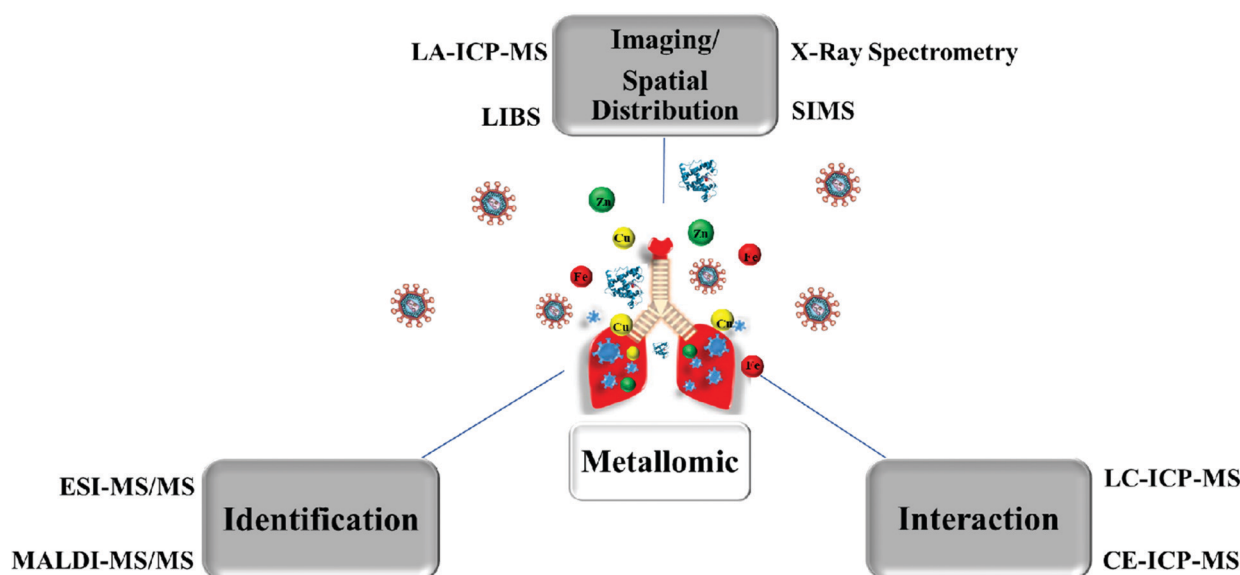 LA-ICP-MS
Imaging/
Spatial
Distribution
X-Ray Spectrometry
LIBS
SIMS
Zn
Cu
Zn
Fe
Fe
Cu
Cu
Fe
Metallomic
ESI-MS/MS
Identification
MALDI-MS/MS
LC-ICP-MS
Interaction
CE-ICP-MS